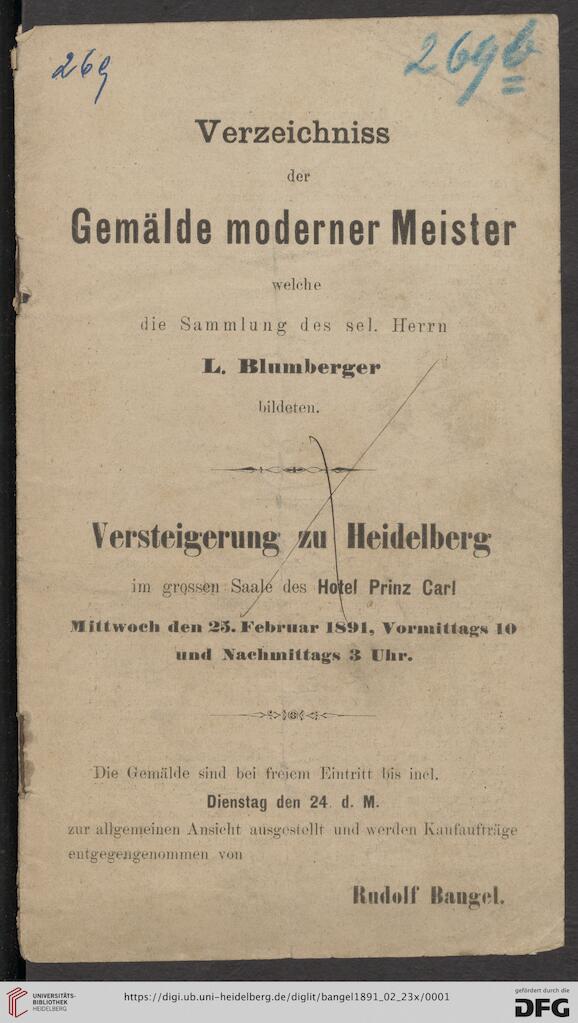 269
269b
Verzeichniss
der
Gemälde moderner Meister
welche
die Sammlung des sel. Herrn
L. Blumberger
bildeten.
Versteigerung zu Heidelberg
im grossen Saale des Hotel Prinz Carl
Mittwoch den 25. Februar 1891, Vormittags 10
und Nachmittags 3 Uhr.
Die Gemälde sind bei freiem Eintritt bis incl.
Dienstag den 24. d. M.
zur allgemeinen Ansicht ausgestellt und werden Kaufaufträge
entgegengenommen von
Rudolf Bangel.
UNIVERSITÄTS-
BIBLIOTHEK
HEIDELBERG
https://digi.ub.uni-heidelberg.de/diglit/bangel1891_02_23x/0001
gefördert durch die
DFG